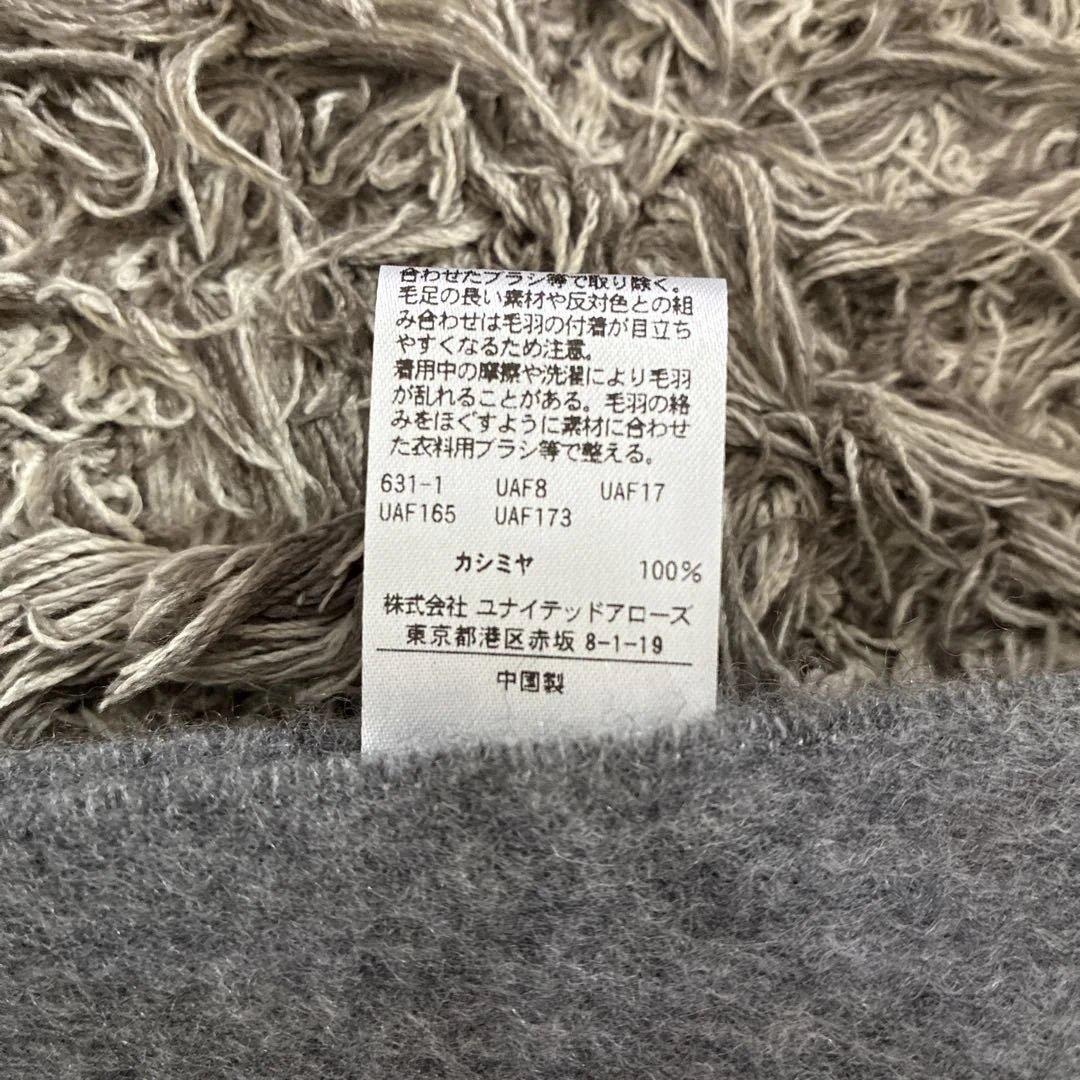 合わせたブラシ等で取り除く。
毛足の長い素材や反対色との組
み合わせは毛羽の付着が目立ち
やすくなるため注意。
着用中の摩擦や洗濯により毛羽
が乱れることがある。毛羽の絡
みをほぐすように素材に合わせ
た衣料用ブラシ等で整える。
631-1 UAF8 UAF17
UAF165 UAF173
カシミヤ 100%
株式会社 ユナイテッドアローズ
東京都港区赤坂 8-1-19
中国製